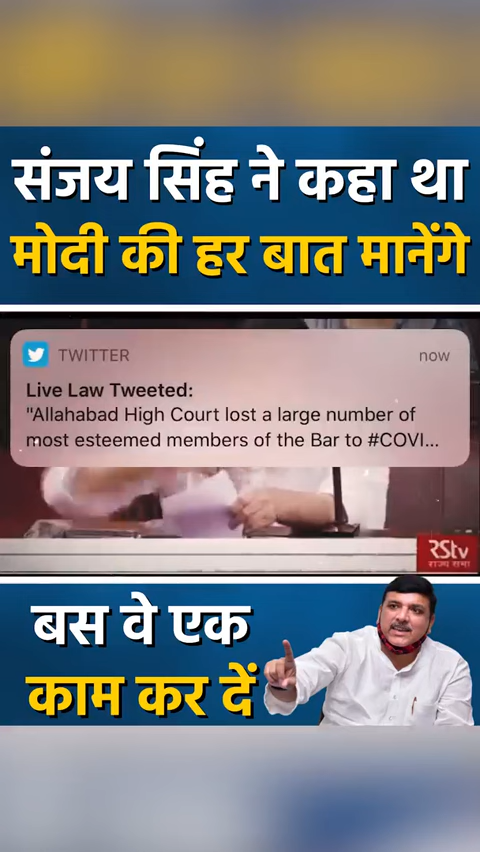 संजय सिंह ने कहा था
मोदी की हर बात मानेंगे
TWITTER
now
Live Law Tweeted:
"Allahabad High Court lost a large number of
most esteemed members of the Bar to #COVI...
RStv
राज्य सभा
बस वे एक
काम कर दें